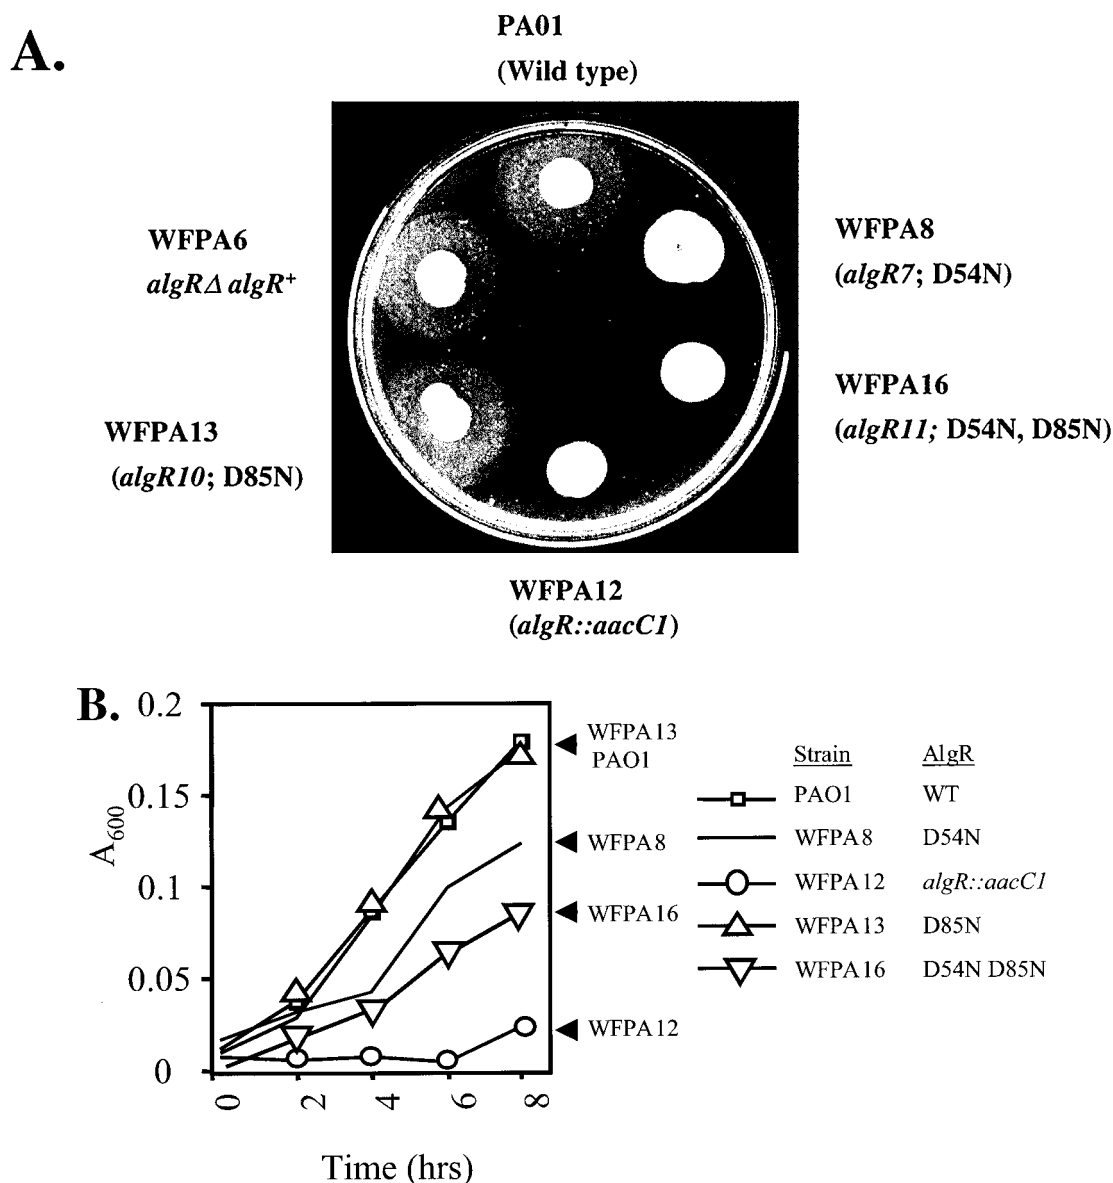 A.
PA01
(Wild type)
WFPA6
algRΔ algR⁺
WFPA8
(algR7; D54N)
WFPA16
(algR11; D54N, D85N)
WFPA13
(algR10; D85N)
WFPA12
(algR::aacC1)
B.
0.2
0.15
0.1
0.05
0
A600
0 2 4 6 8
Time (hrs)
WFPA13
PAO1
WFPA8
WFPA16
WFPA12
Strain AlgR
PAO1 WT
WFPA8 D54N
WFPA12 algR::aacC1
WFPA13 D85N
WFPA16 D54N D85N